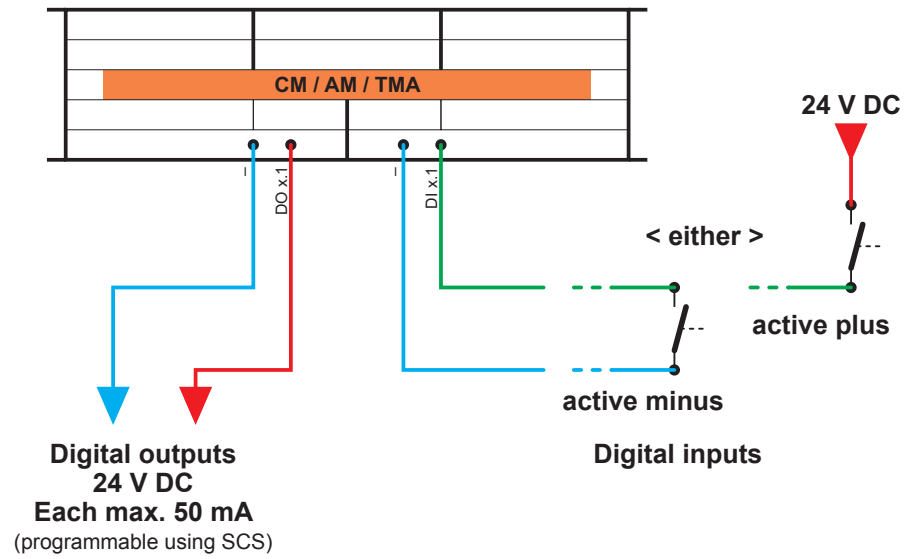 CM / AM / TMA
24 V DC
–
DO x.1
–
DI x.1
< either >
active plus
active minus
Digital outputs
24 V DC
Each max. 50 mA
(programmable using SCS)
Digital inputs